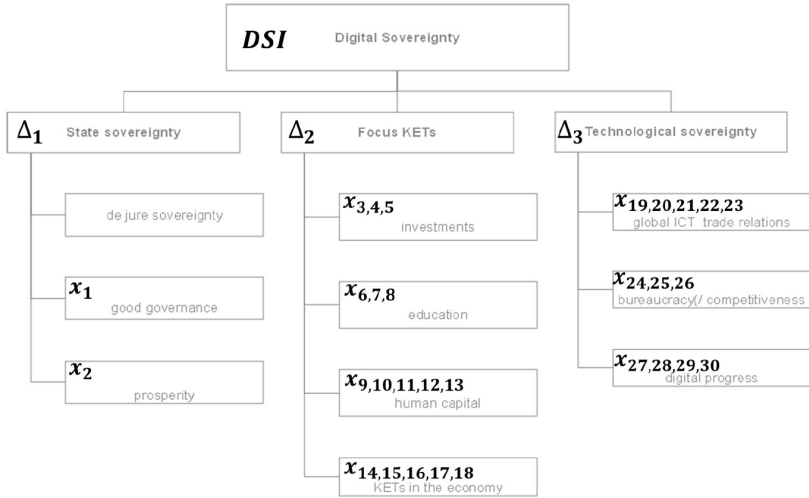 DSI Digital Sovereignty
Δ1 State sovereignty
de jure sovereignty
x1
good governance
x2
prosperity
Δ2 Focus KETs
x3,4,5
investments
x6,7,8
education
x9,10,11,12,13
human capital
x14,15,16,17,18
KETs in the economy
Δ3 Technological sovereignty
x19,20,21,22,23
global ICT trade relations
x24,25,26
bureaucracy(/ competitiveness
x27,28,29,30
digital progress